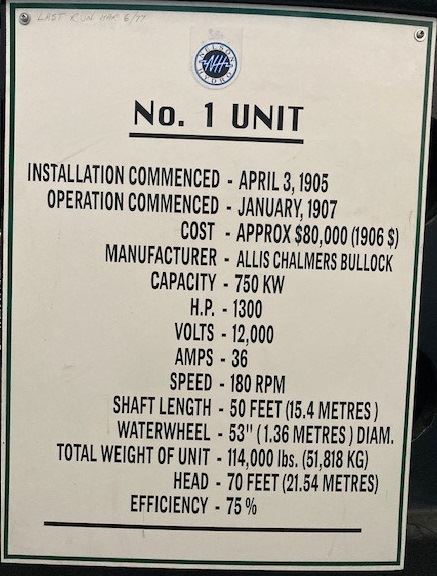 LAST RUN MAR 6/77
NELSON HYDRO
NH
No. 1 UNIT
INSTALLATION COMMENCED - APRIL 3, 1905
OPERATION COMMENCED - JANUARY, 1907
COST - APPROX $80,000 (1906 $)
MANUFACTURER - ALLIS CHALMERS BULLOCK
CAPACITY - 750 KW
H.P. - 1300
VOLTS - 12,000
AMPS - 36
SPEED - 180 RPM
SHAFT LENGTH - 50 FEET (15.4 METRES)
WATERWHEEL - 53" (1.36 METRES) DIAM.
TOTAL WEIGHT OF UNIT - 114,000 lbs. (51,818 KG)
HEAD - 70 FEET (21.54 METRES)
EFFICIENCY - 75 %